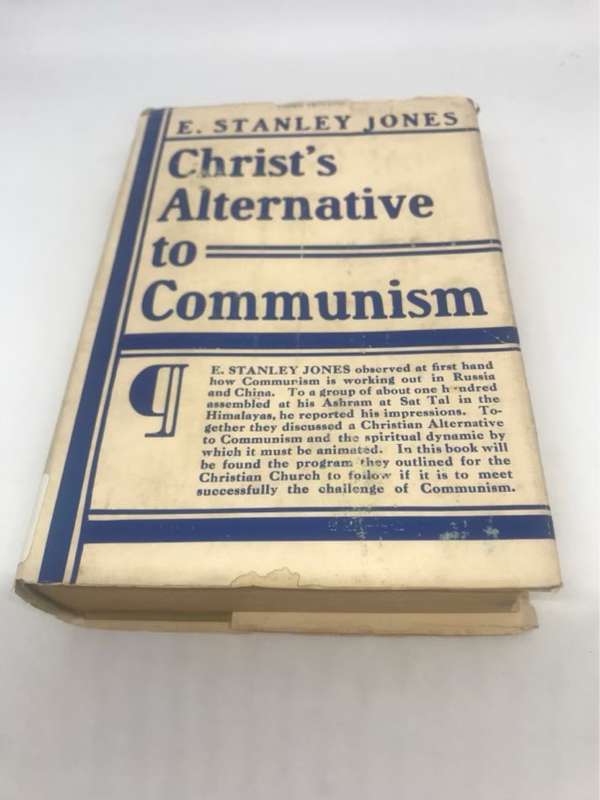 E. STANLEY JONES
Christ's
Alternative
to
Communism
¶ E. STANLEY JONES observed at first hand
how Communism is working out in Russia
and China. To a group of about one hundred
assembled at his Ashram at Sat Tal in the
Himalayas, he reported his impressions. To-
gether they discussed a Christian Alternative
to Communism and the spiritual dynamic by
which it must be animated. In this book will
be found the program they outlined for the
Christian Church to follow if it is to meet
successfully the challenge of Communism.